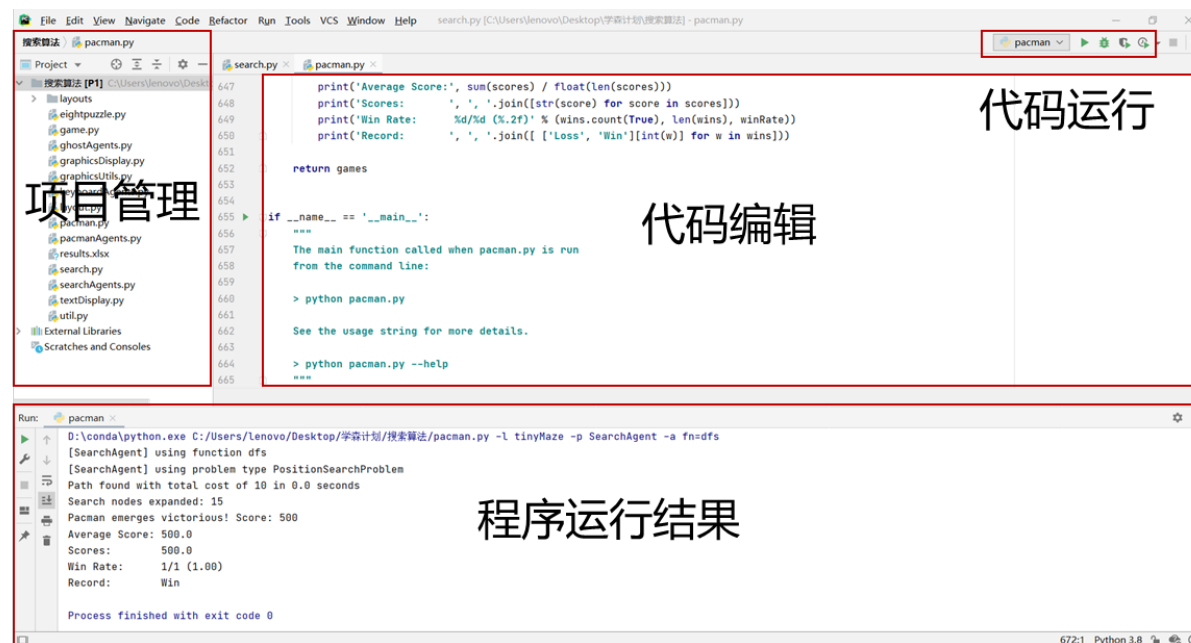 File Edit View Navigate Code Refactor Run Tools VCS Window Help search.py [C:\Users\lenovo\Desktop\学森计划\搜索算法] - pacman.py
搜索算法 pacman.py
pacman
Project
search.py pacman.py
搜索算法 [P1] C:\Users\lenovo\Deskt
layouts
eightpuzzle.py
game.py
ghostAgents.py
graphicsDisplay.py
graphicsUtils.py
keyboardAgents.py
layout.py
pacman.py
pacmanAgents.py
results.xlsx
search.py
searchAgents.py
textDisplay.py
util.py
External Libraries
Scratches and Consoles
项目管理
647 print('Average Score:', sum(scores) / float(len(scores)))
648 print('Scores:       ', ', '.join([str(score) for score in scores]))
649 print('Win Rate:      %d/%d (%.2f)' % (wins.count(True), len(wins), winRate))
650 print('Record:       ', ', '.join([ ['Loss', 'Win'][int(w)] for w in wins]))
651
652 return games
653
654
655 if __name__ == '__main__':
656 """
657 The main function called when pacman.py is run
658 from the command line:
659
660 > python pacman.py
661
662 See the usage string for more details.
663
664 > python pacman.py --help
665 """
代码运行
代码编辑
Run: pacman
D:\conda\python.exe C:/Users/lenovo/Desktop/学森计划/搜索算法/pacman.py -l tinyMaze -p SearchAgent -a fn=dfs
[SearchAgent] using function dfs
[SearchAgent] using problem type PositionSearchProblem
Path found with total cost of 10 in 0.0 seconds
Search nodes expanded: 15
Pacman emerges victorious! Score: 500
Average Score: 500.0
Scores:        500.0
Win Rate:      1/1 (1.00)
Record:        Win
Process finished with exit code 0
程序运行结果
672:1 Python 3.8